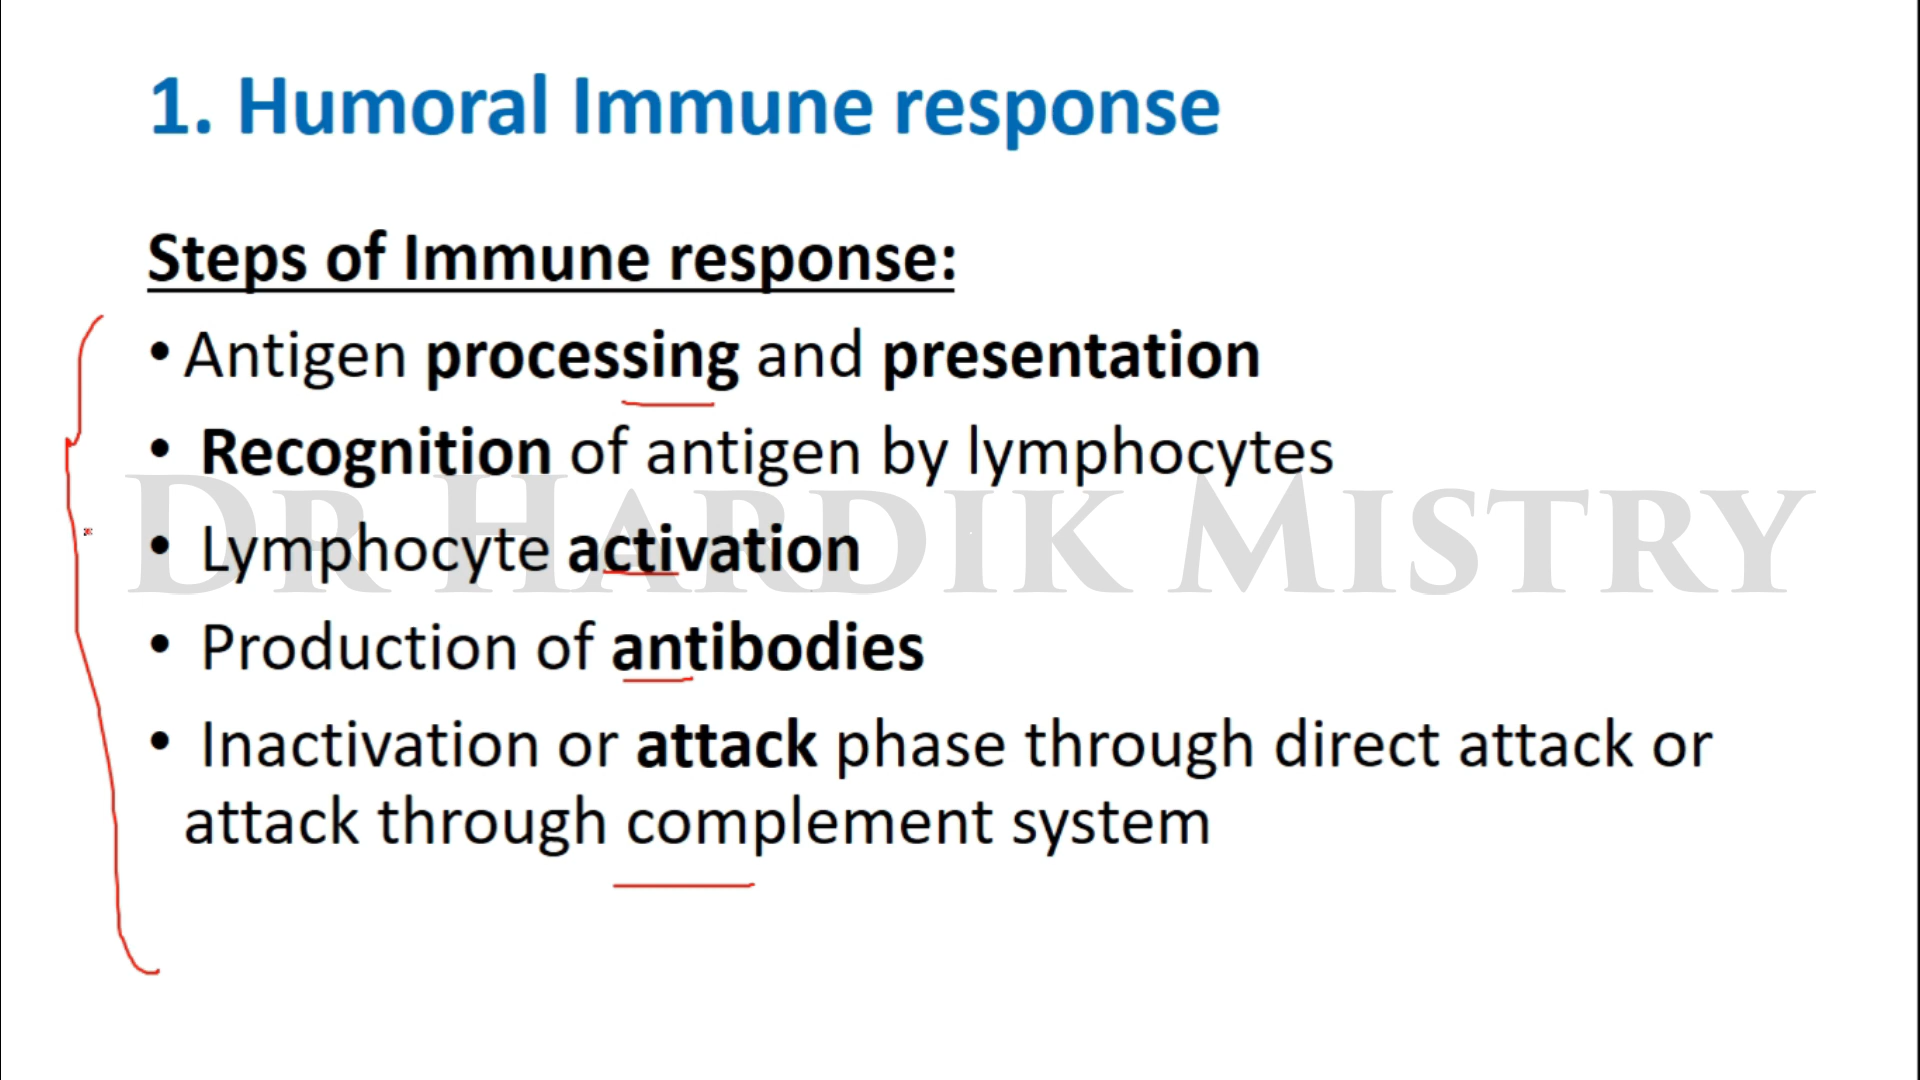 1. Humoral Immune response
Steps of Immune response:
• Antigen processing and presentation
• Recognition of antigen by lymphocytes
DR HARDIK MISTRY
• Lymphocyte activation
• Production of antibodies
• Inactivation or attack phase through direct attack or
attack through complement system